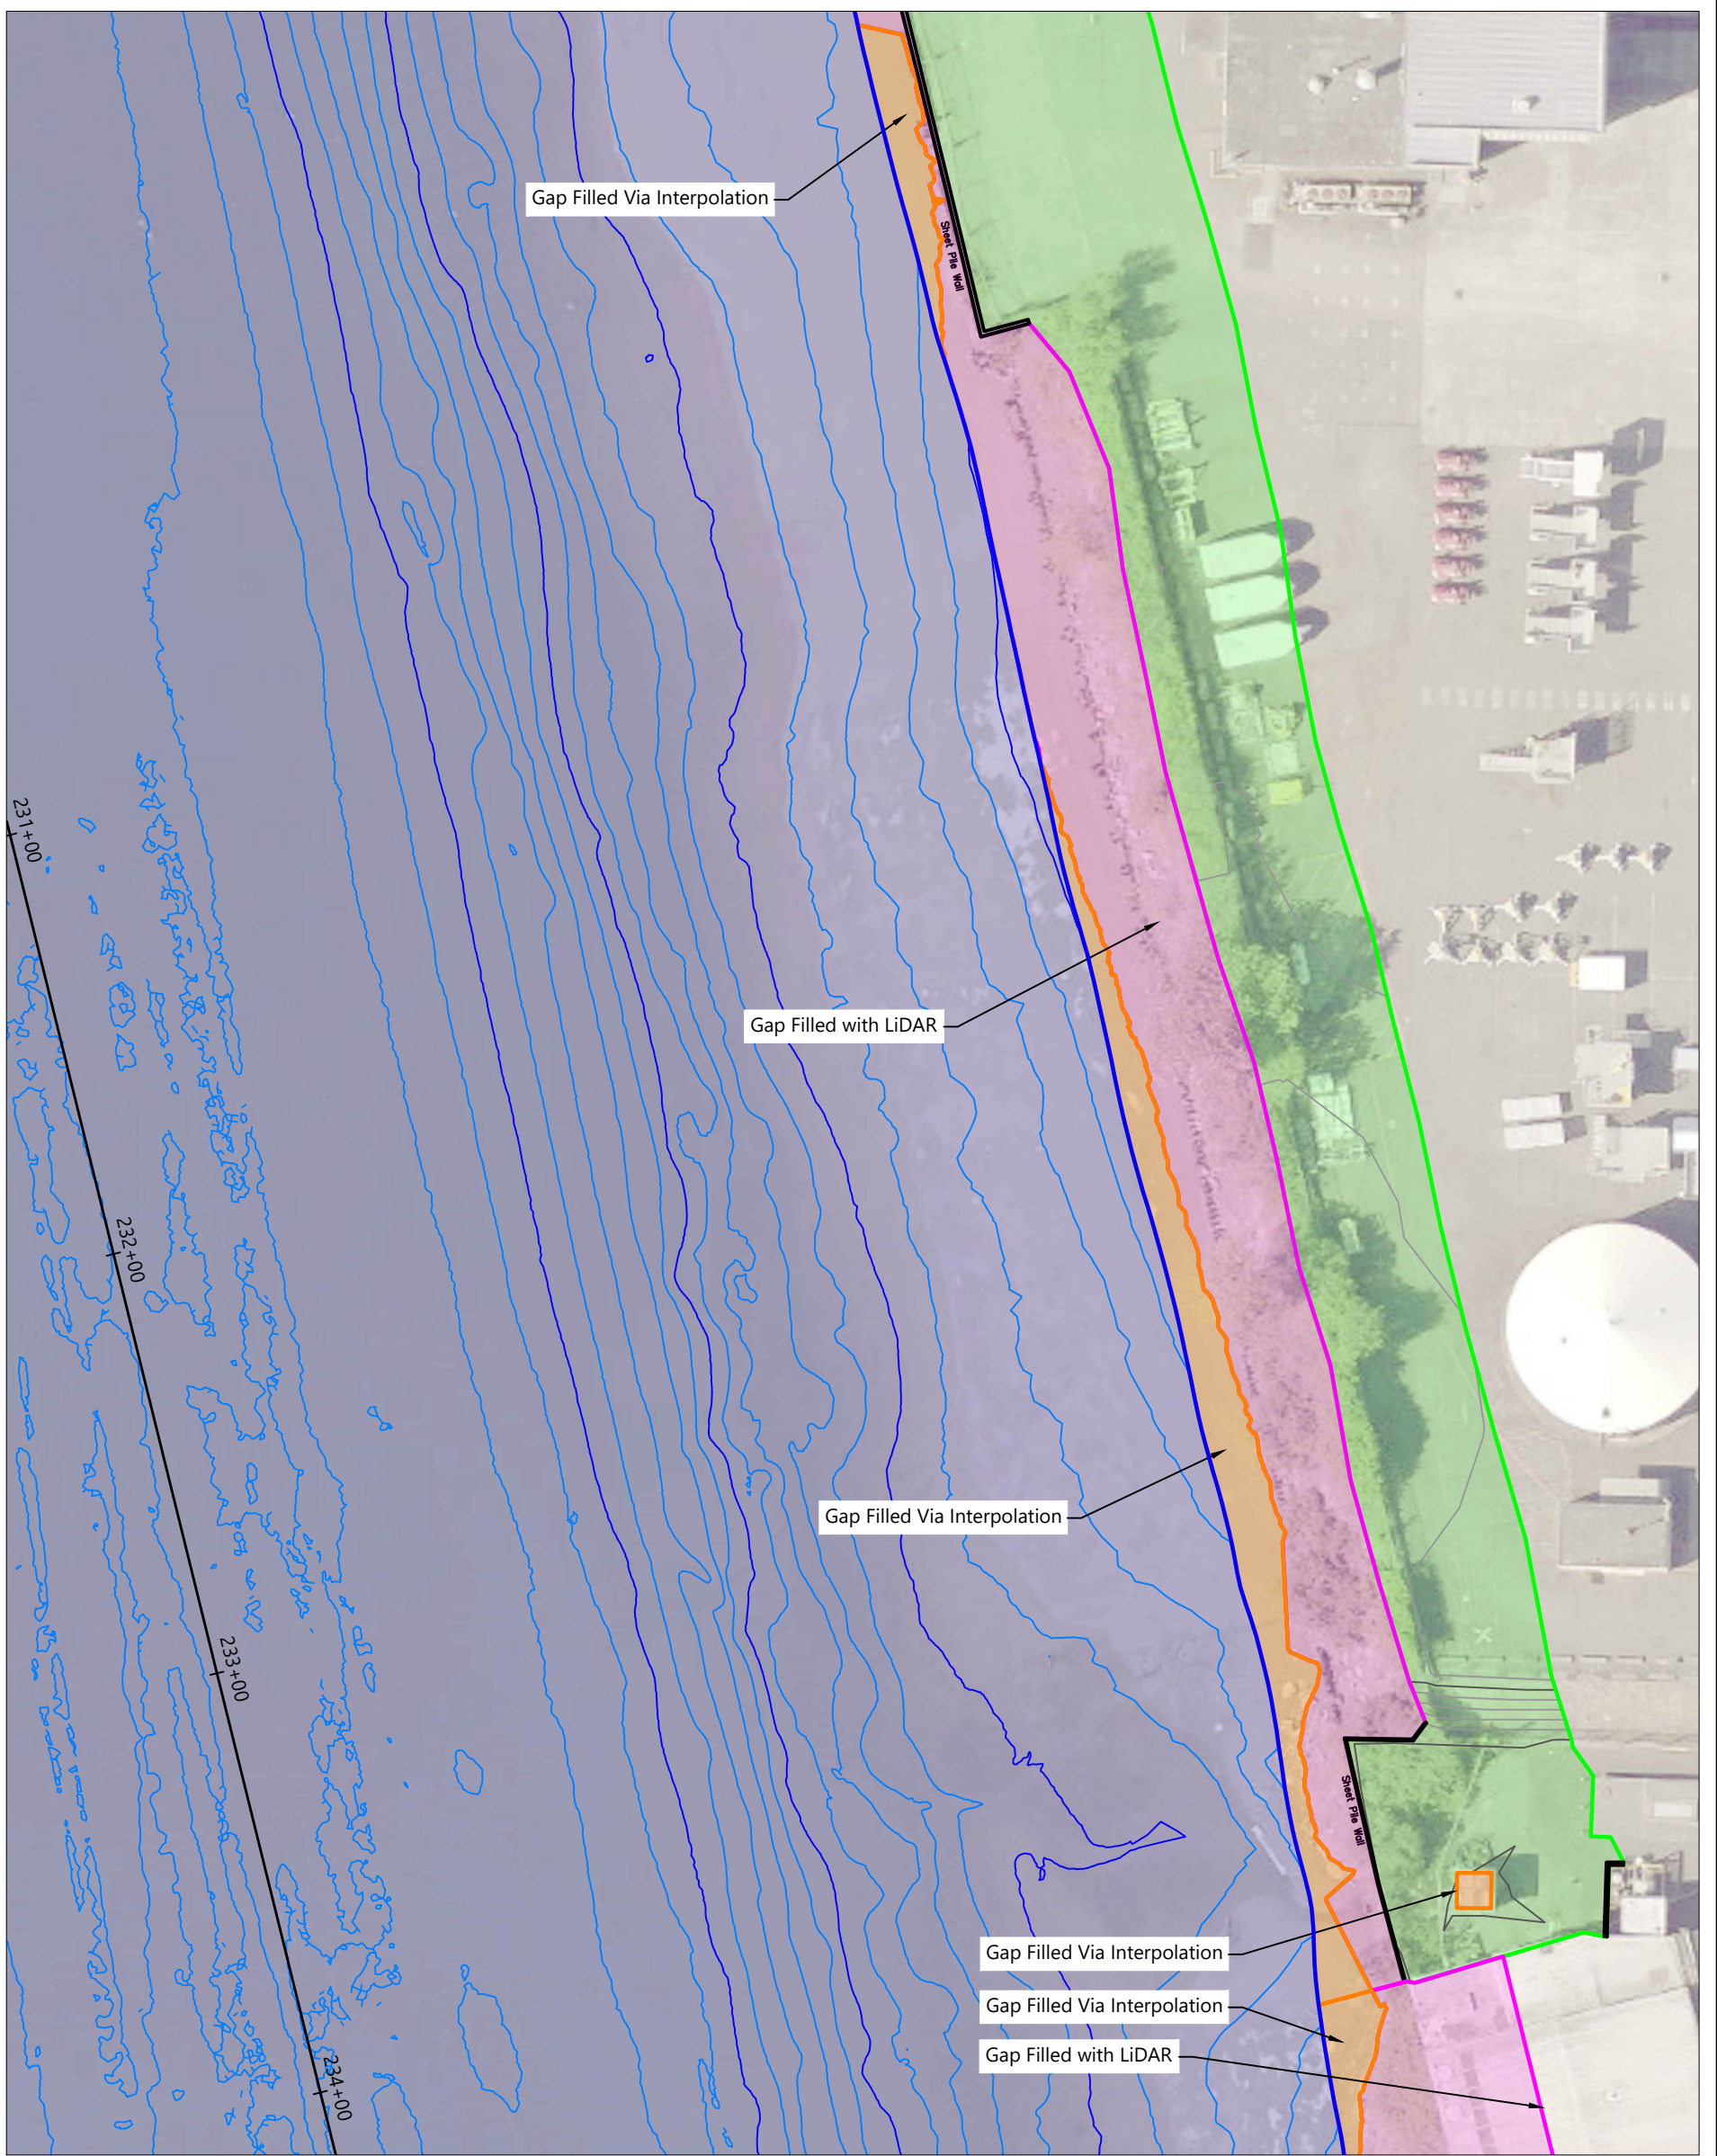 Gap Filled Via Interpolation
Sheet Pile Wall
231+00
Gap Filled with LiDAR
232+00
Gap Filled Via Interpolation
233+00
Sheet Pile Wall
Gap Filled Via Interpolation
Gap Filled Via Interpolation
Gap Filled with LiDAR
234+00